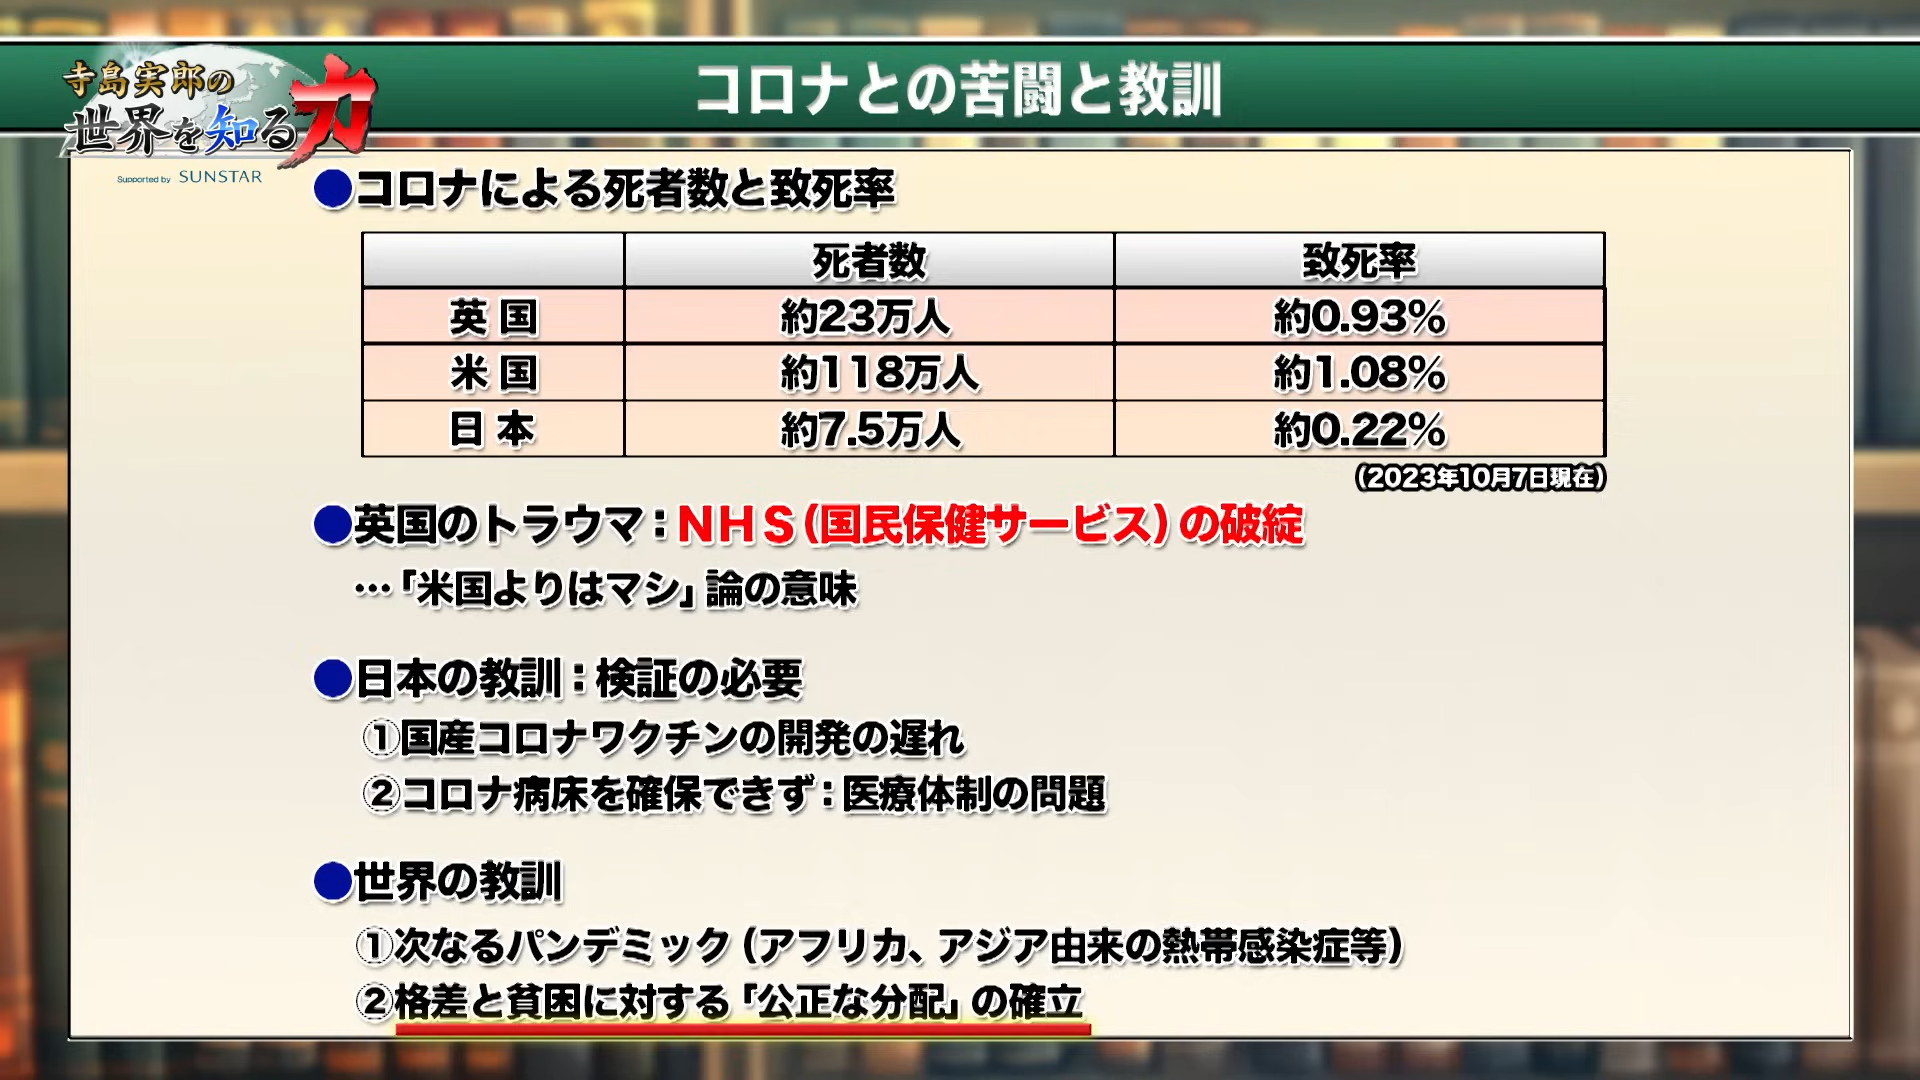 寺島実郎の
世界を知る力
Supported by SUNSTAR
コロナとの苦闘と教訓
●コロナによる死者数と致死率
死者数 致死率
英国 約23万人 約0.93%
米国 約118万人 約1.08%
日本 約7.5万人 約0.22%
（2023年10月7日現在）
●英国のトラウマ：NHS（国民保健サービス）の破綻
…「米国よりはマシ」論の意味
●日本の教訓：検証の必要
①国産コロナワクチンの開発の遅れ
②コロナ病床を確保できず：医療体制の問題
●世界の教訓
①次なるパンデミック（アフリカ、アジア由来の熱帯感染症等）
②格差と貧困に対する「公正な分配」の確立